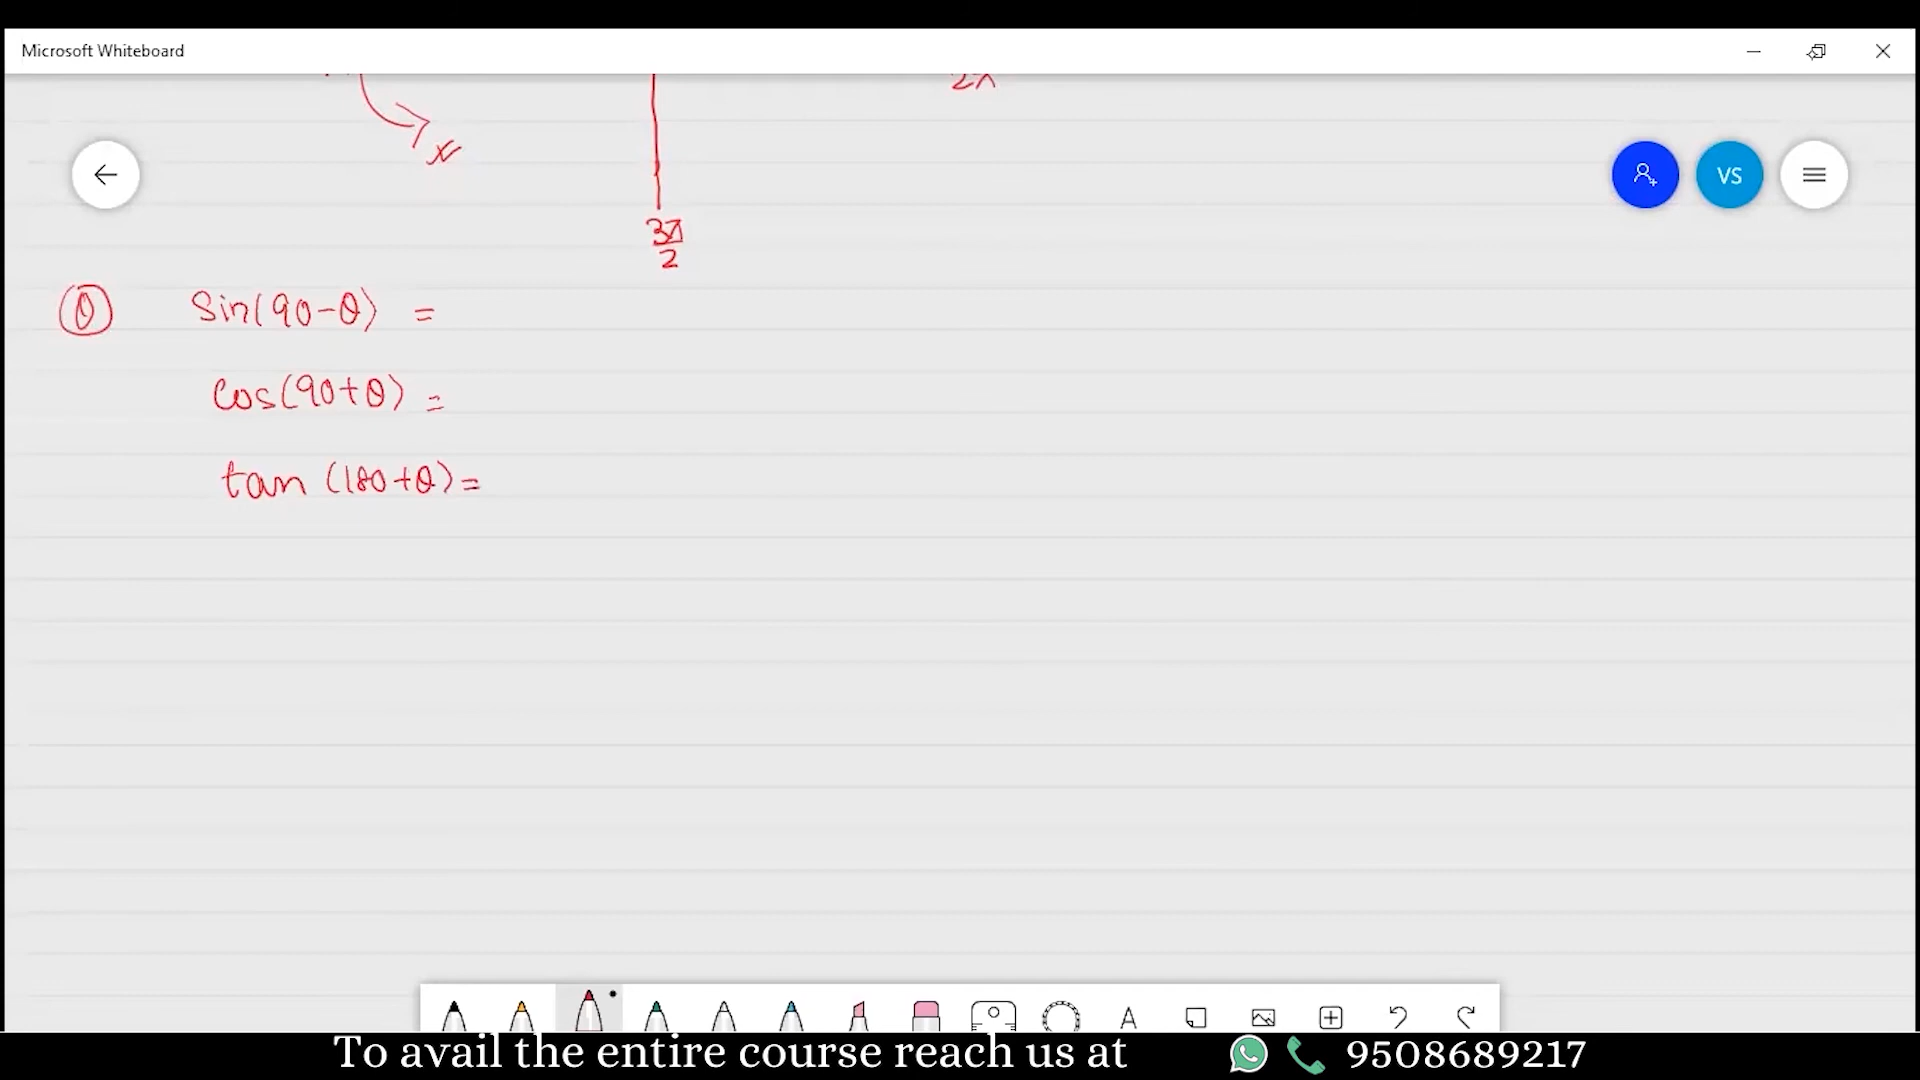 Microsoft Whiteboard
2π
x
VS
3π
2
θ Sin(90-θ) =
Cos(90+θ) =
tan (180+θ) =
A
To avail the entire course reach us at 9508689217